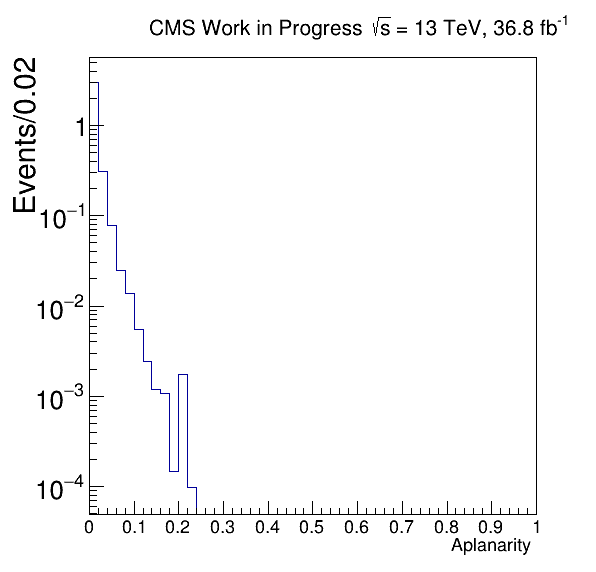 CMS Work in Progress √s = 13 TeV, 36.8 fb⁻¹
Events/0.02
1
10⁻¹
10⁻²
10⁻³
10⁻⁴
0 0.1 0.2 0.3 0.4 0.5 0.6 0.7 0.8 0.9 1
Aplanarity